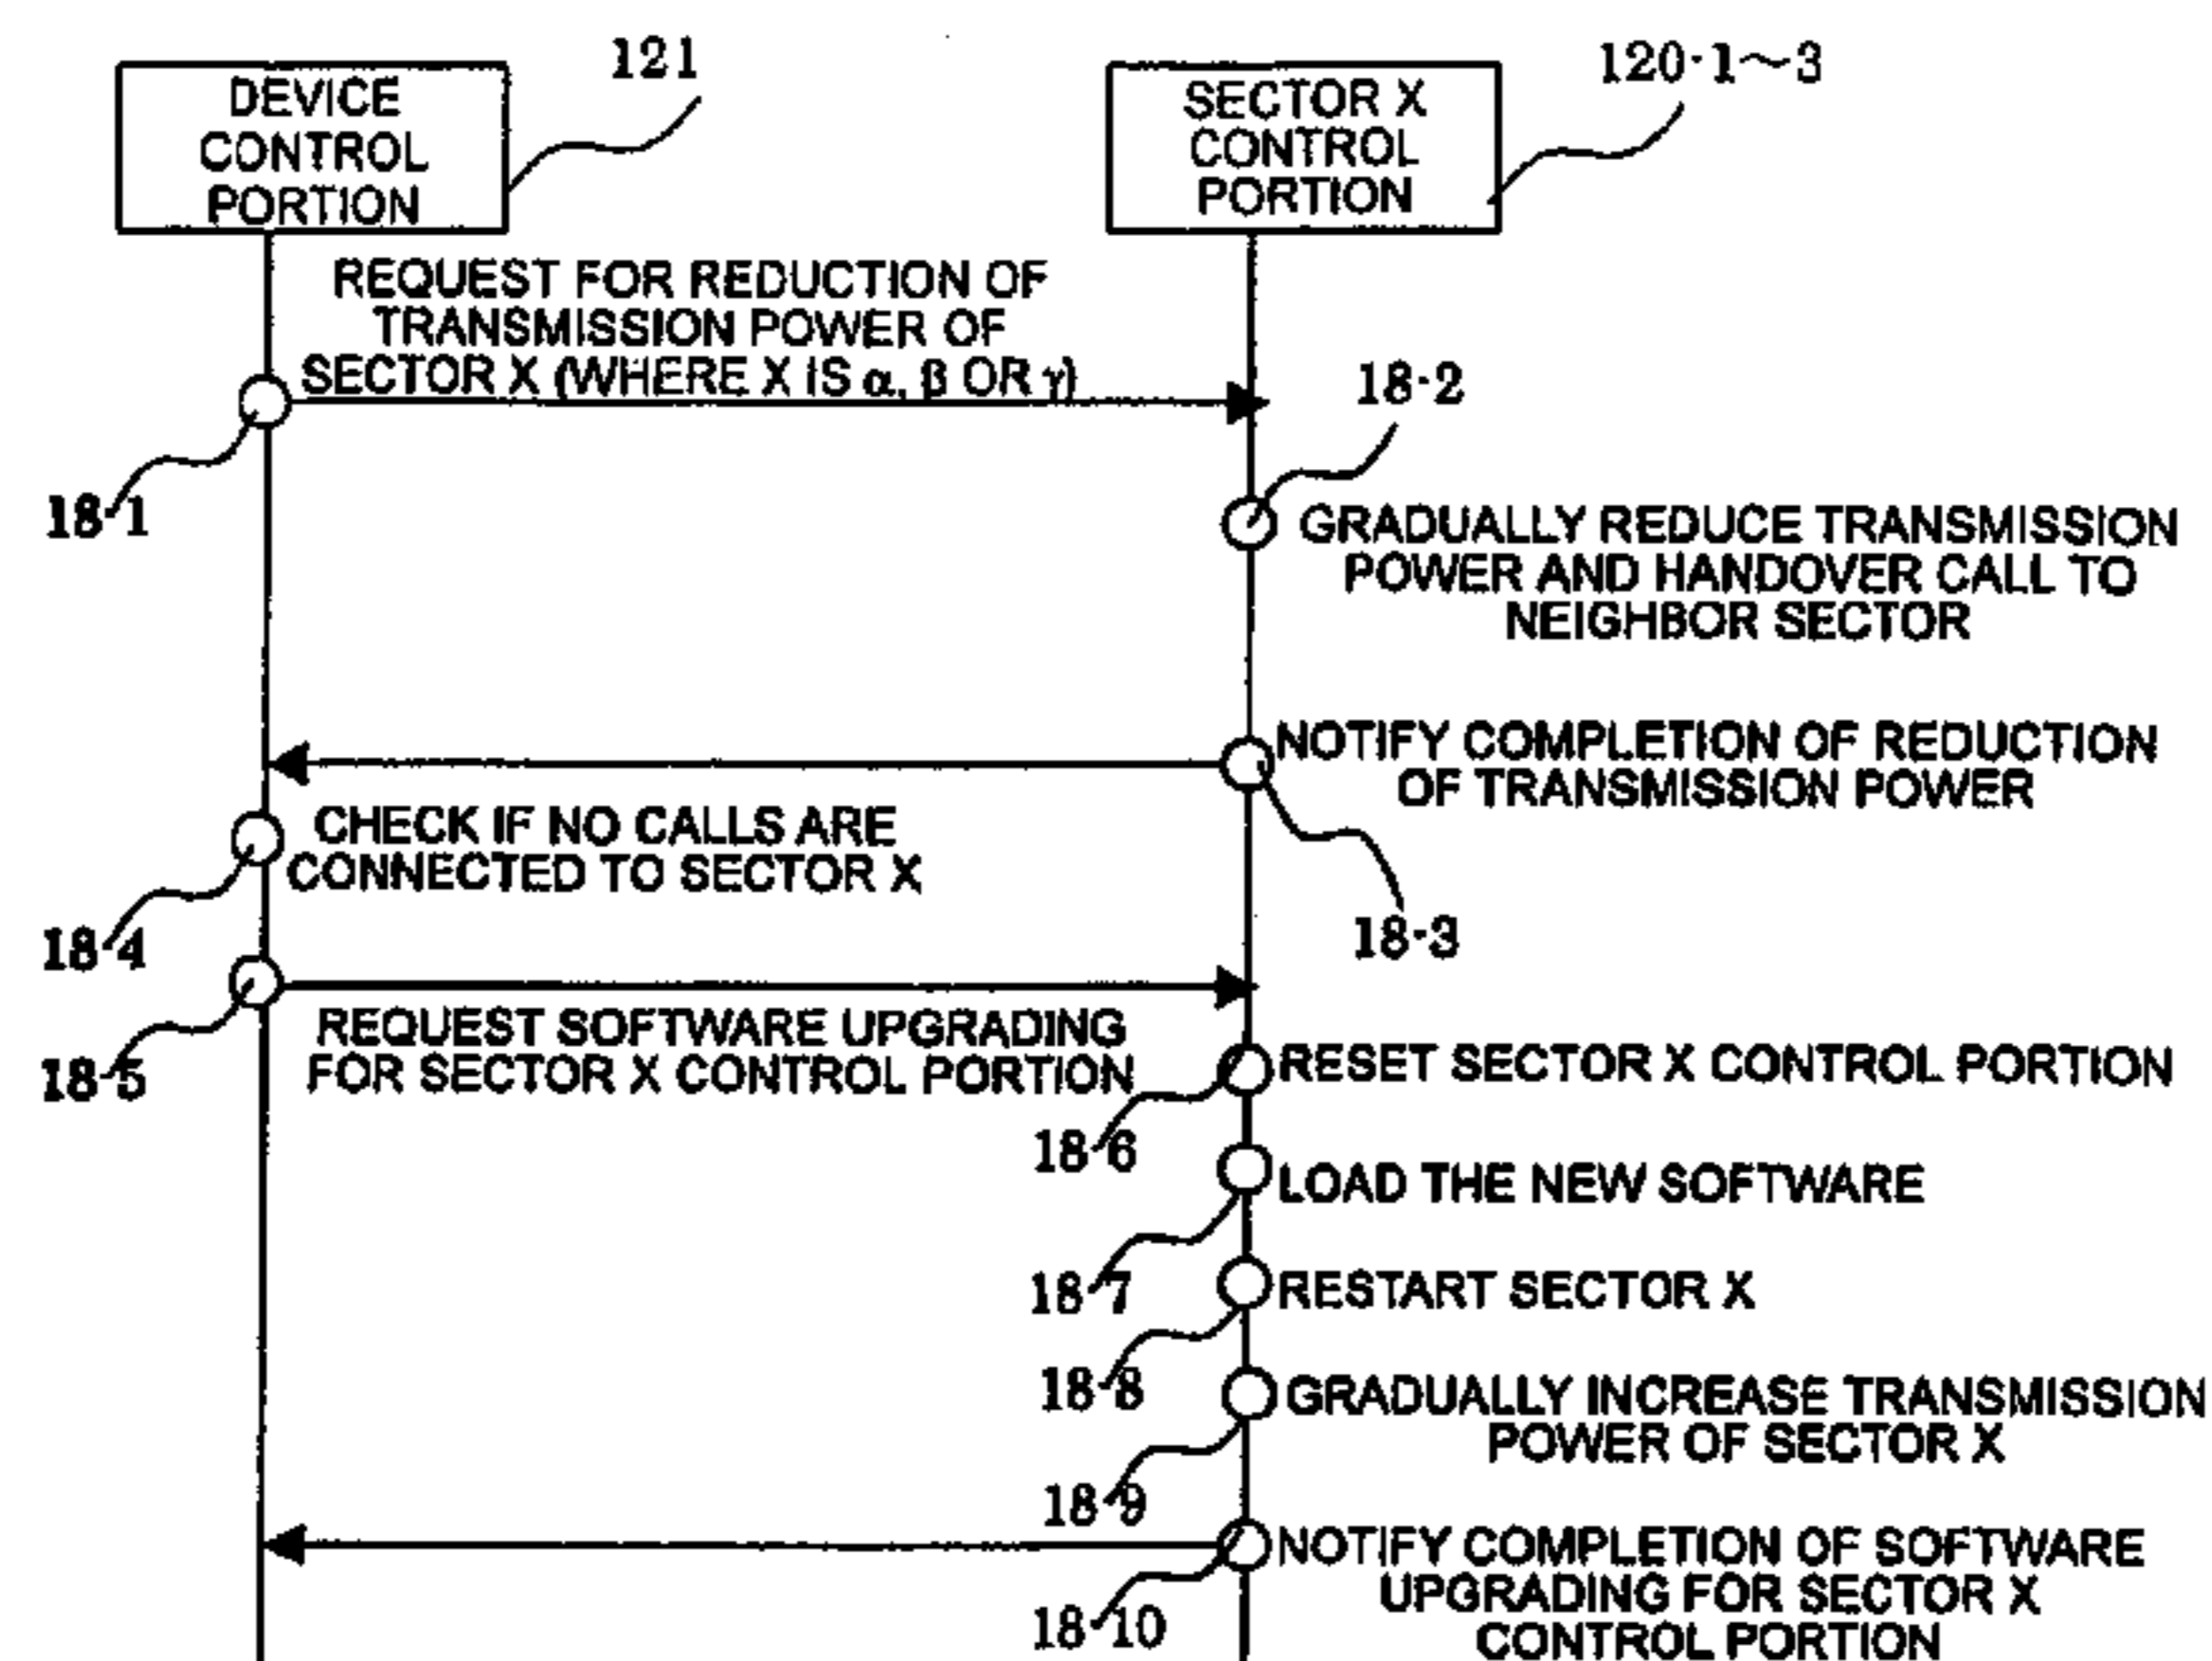 DEVICE
CONTROL
PORTION
121
SECTOR X
CONTROL
PORTION
120-1~3
REQUEST FOR REDUCTION OF
TRANSMISSION POWER OF
SECTOR X (WHERE X IS α, β OR γ)
18-1
18-2
GRADUALLY REDUCE TRANSMISSION
POWER AND HANDOVER CALL TO
NEIGHBOR SECTOR
NOTIFY COMPLETION OF REDUCTION
OF TRANSMISSION POWER
18-3
CHECK IF NO CALLS ARE
CONNECTED TO SECTOR X
18-4
18-5
REQUEST SOFTWARE UPGRADING
FOR SECTOR X CONTROL PORTION
RESET SECTOR X CONTROL PORTION
18-6
LOAD THE NEW SOFTWARE
18-7
RESTART SECTOR X
18-8
GRADUALLY INCREASE TRANSMISSION
POWER OF SECTOR X
18-9
NOTIFY COMPLETION OF SOFTWARE
UPGRADING FOR SECTOR X
CONTROL PORTION
18-10